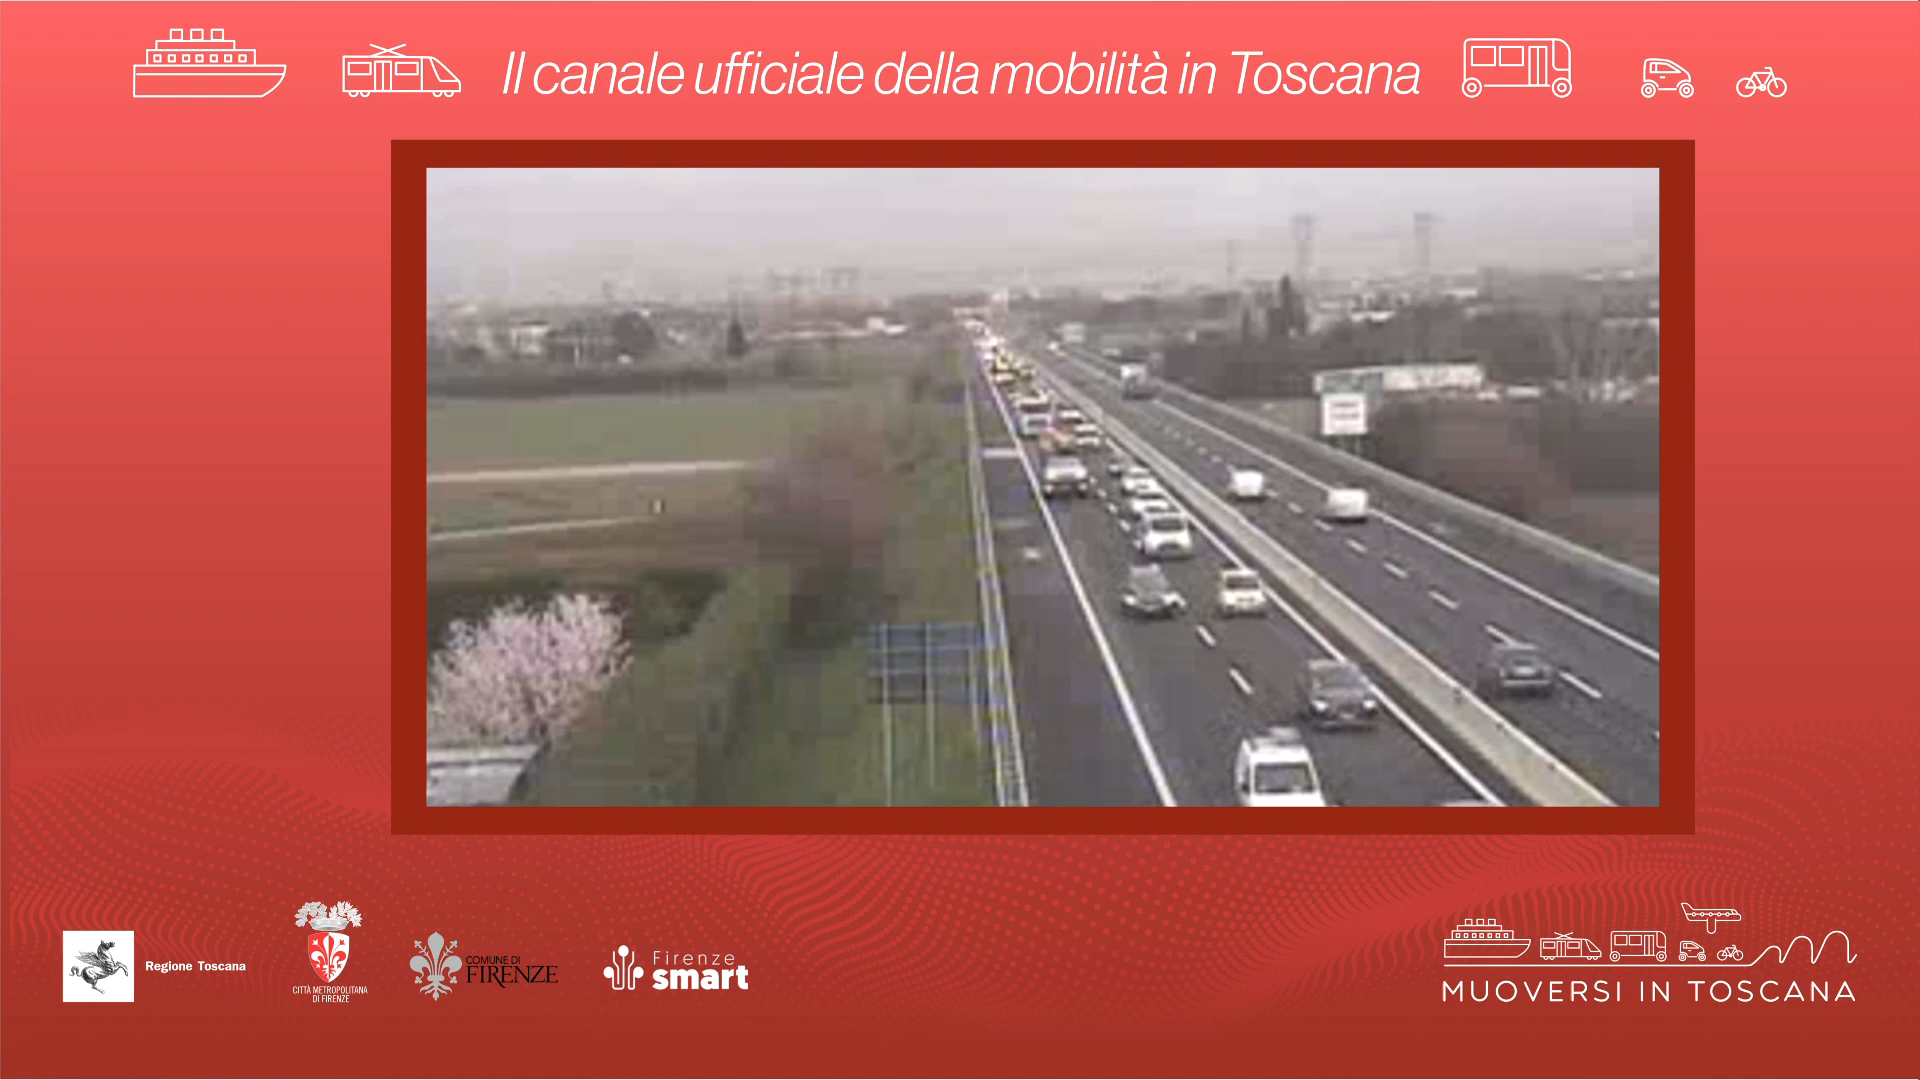 Il canale ufficiale della mobilità in Toscana
Regione Toscana
CITTÀ METROPOLITANA
DI FIRENZE
COMUNE DI
FIRENZE
Firenze
smart
MUOVERSI IN TOSCANA